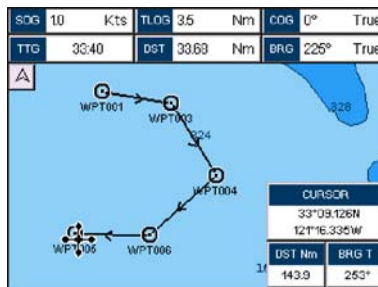 SOG 1.0 Kts TLOG 3.5 Nm COG 0° True
TTG 33:40 DST 33.68 Nm BRG 225° True
A
WPT001
WPT003
328
324
WPT004
WPT006
CURSOR
33°09.126N
121°16.335W
DST Nm BRG T
143.9 253°